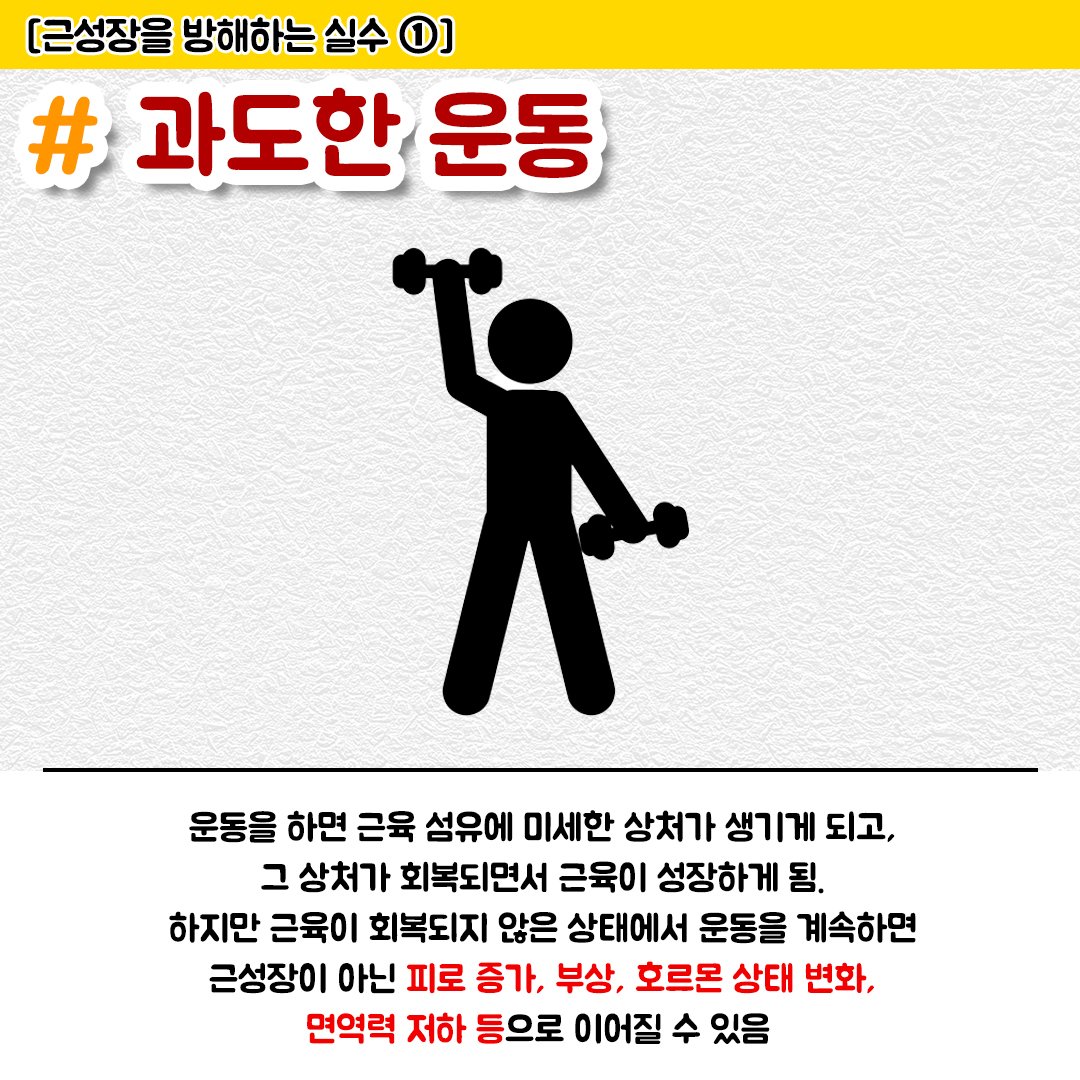 [근성장을 방해하는 실수 ①]
# 과도한 운동
운동을 하면 근육 섬유에 미세한 상처가 생기게 되고,
그 상처가 회복되면서 근육이 성장하게 됨.
하지만 근육이 회복되지 않은 상태에서 운동을 계속하면
근성장이 아닌 피로 증가, 부상, 호르몬 상태 변화,
면역력 저하 등으로 이어질 수 있음